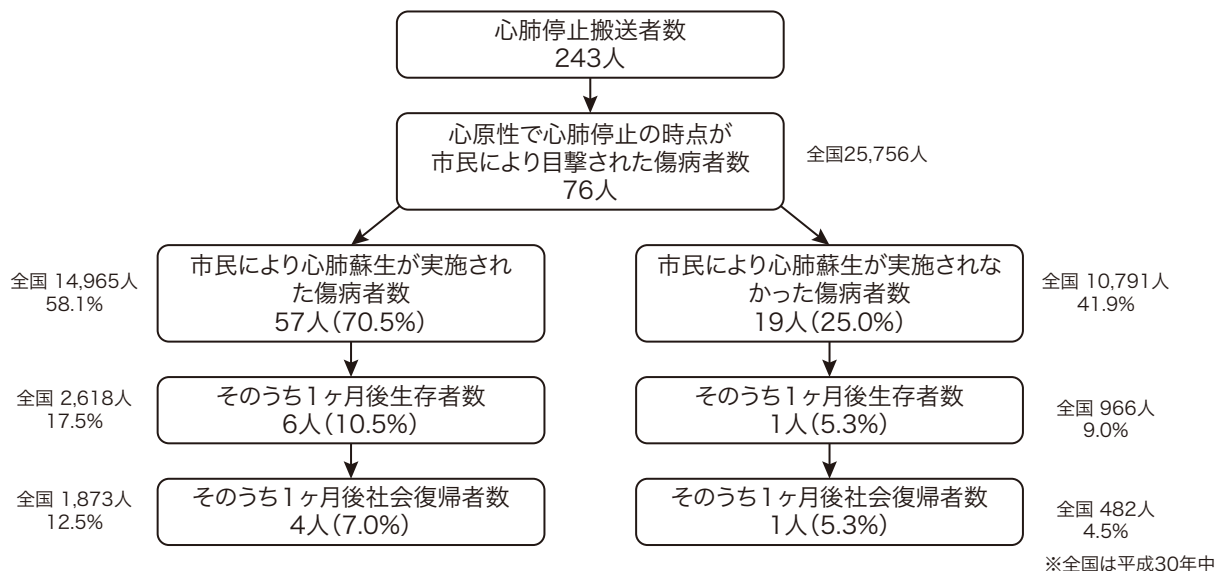 心肺停止搬送者数
243人
心原性で心肺停止の時点が
市民により目撃された傷病者数
76人
全国25,756人
全国 14,965人
58.1%
市民により心肺蘇生が実施され
た傷病者数
57人(70.5%)
市民により心肺蘇生が実施されな
かった傷病者数
19人(25.0%)
全国 10,791人
41.9%
全国 2,618人
17.5%
そのうち1ヶ月後生存者数
6人(10.5%)
そのうち1ヶ月後生存者数
1人(5.3%)
全国 966人
9.0%
全国 1,873人
12.5%
そのうち1ヶ月後社会復帰者数
4人(7.0%)
そのうち1ヶ月後社会復帰者数
1人(5.3%)
全国 482人
4.5%
※全国は平成30年中